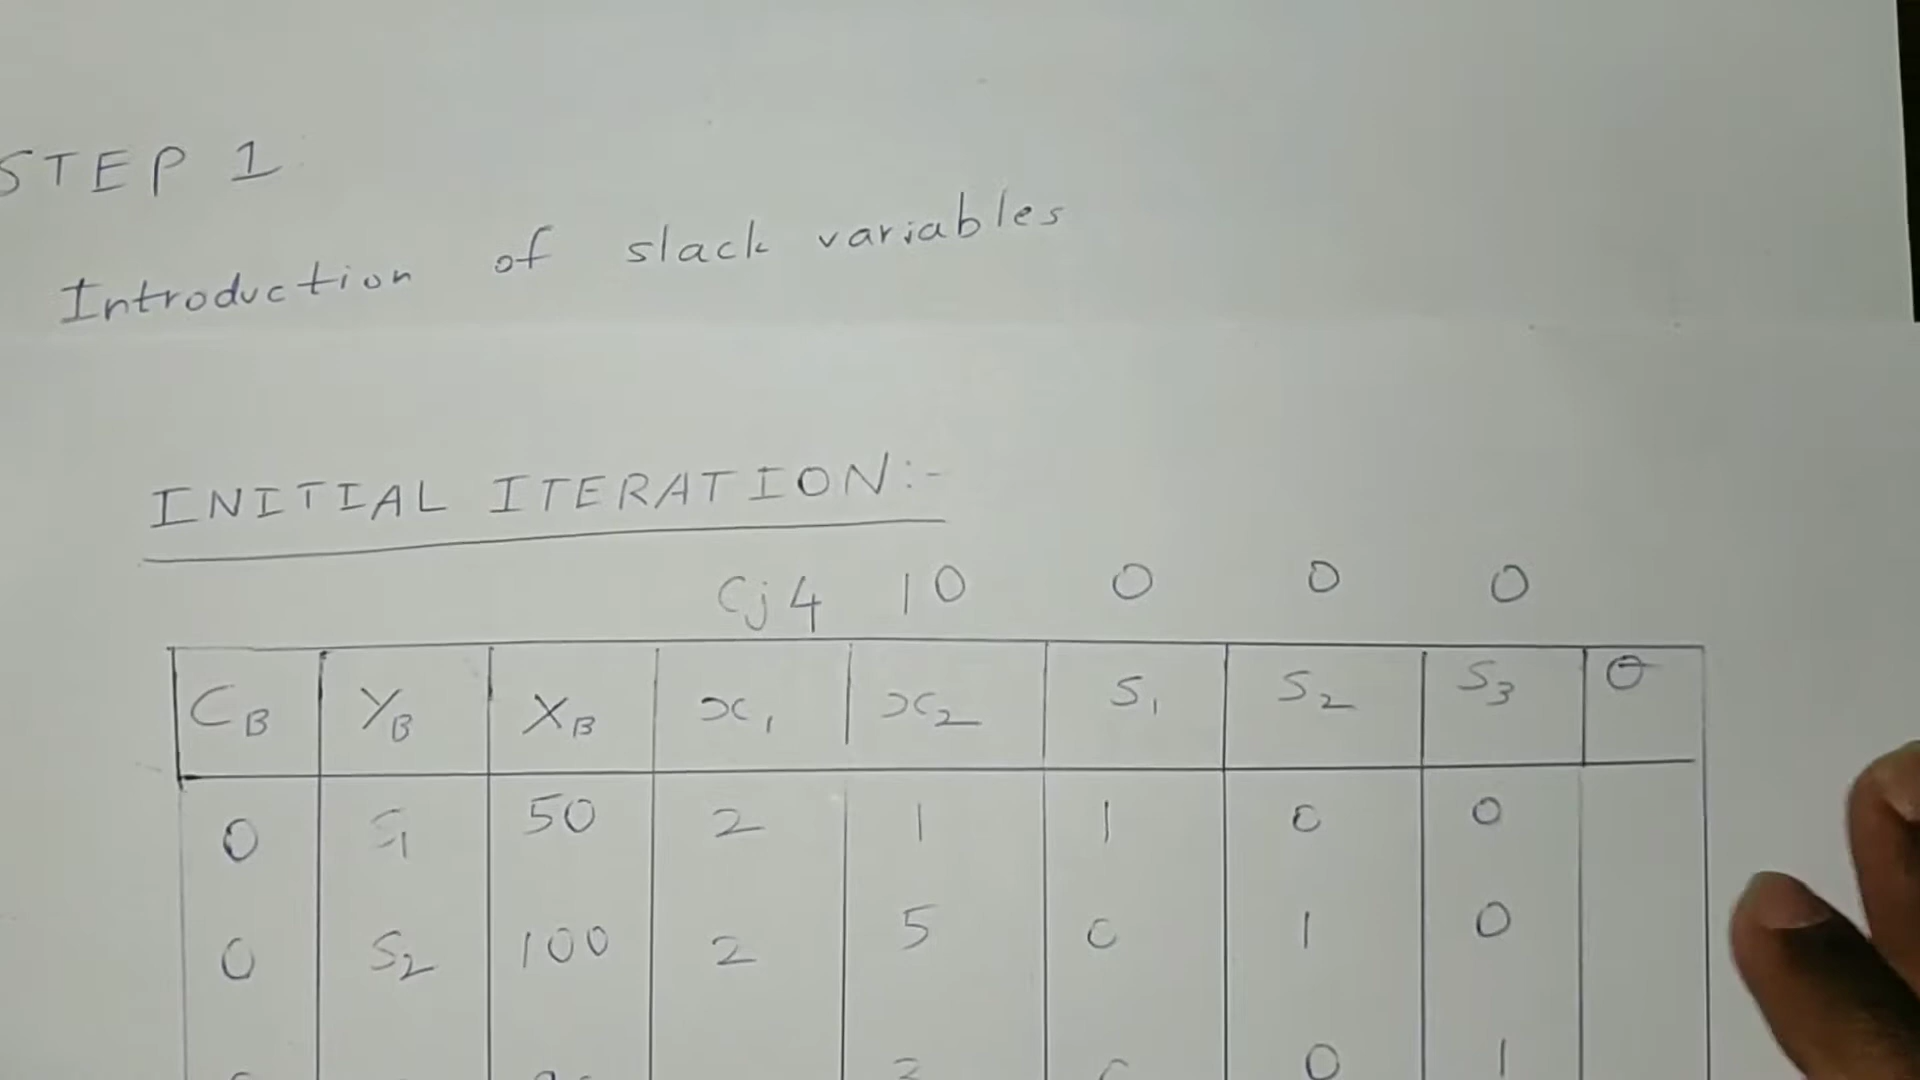 STEP 1
Introduction of slack variables
INITIAL ITERATION:-
Cj 4 10 0 0 0
CB YB XB x1 x2 S1 S2 S3 θ
0 S1 50 2 1 1 0 0
0 S2 100 2 5 0 1 0
0 1